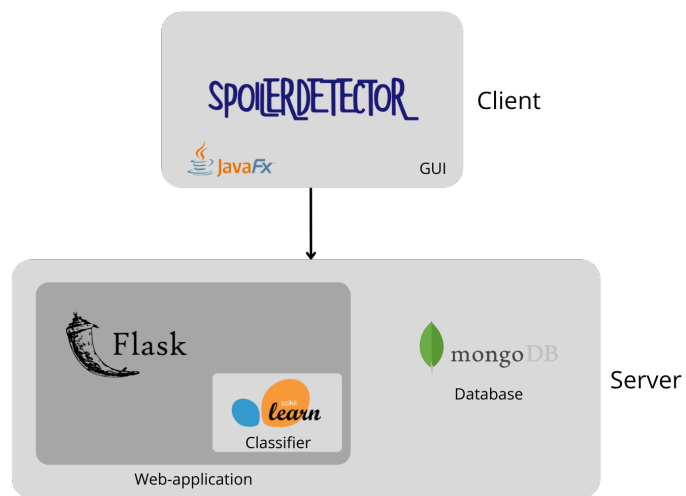 SPOILERDETECTOR
Client
JavaFx
GUI
Flask
mongoDB
Database
Server
scikit
learn
Classifier
Web-application